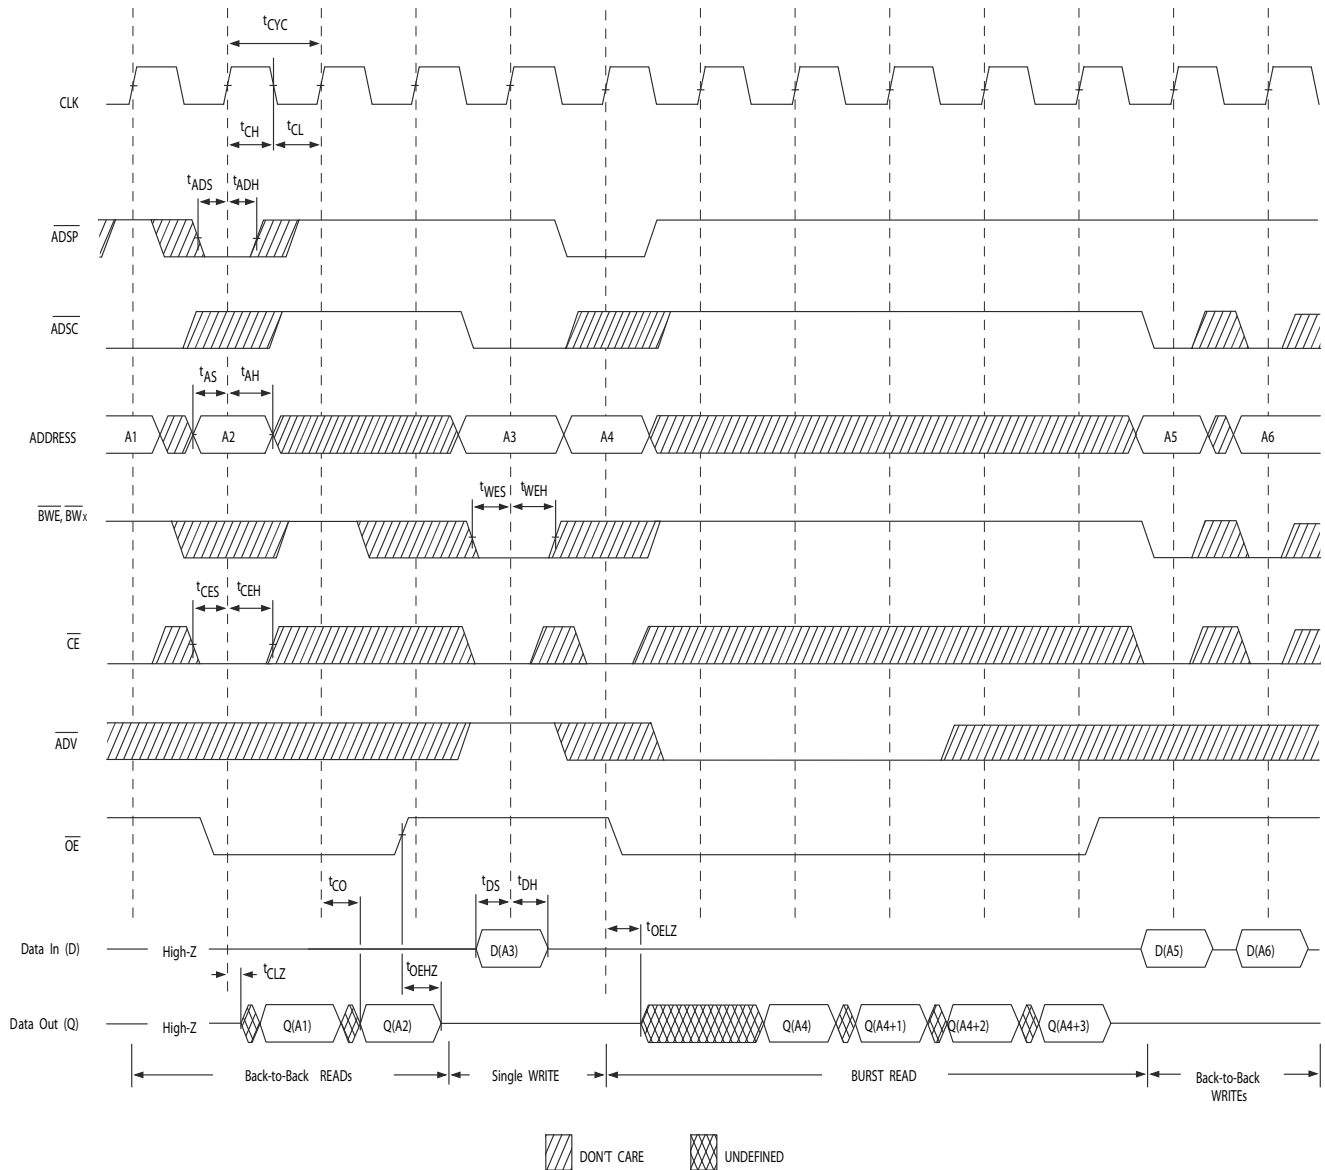 tCYC
CLK
tCH tCL
tADS tADH
ADSP
ADSC
tAS tAH
ADDRESS A1 A2 A3 A4 A5 A6
tWES tWEH
BWE, BWx
tCES tCEH
CE
ADV
OE
tCO tDS tDH
tOELZ
Data In (D) High-Z D(A3) D(A5) D(A6)
tCLZ tOEHZ
Data Out (Q) High-Z Q(A1) Q(A2) Q(A4) Q(A4+1) Q(A4+2) Q(A4+3)
Back-to-Back READs Single WRITE BURST READ Back-to-Back
WRITEs
DON'T CARE UNDEFINED